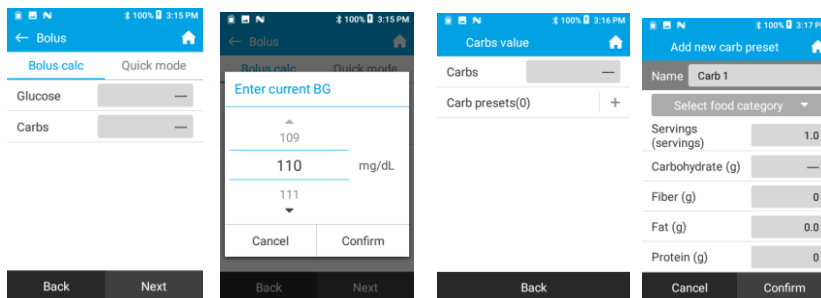 100% 3:15 PM
← Bolus
Bolus calc Quick mode
Glucose —
Carbs —
Back Next
100% 3:15 PM
← Bolus
Bolus calc Quick mode
Enter current BG
109
110 mg/dL
111
Cancel Confirm
Back Next
100% 3:16 PM
Carbs value
Carbs —
Carb presets(0) +
Back
100% 3:17 P
Add new carb preset
Name Carb 1
Select food category
Servings
(servings) 1.0
Carbohydrate (g) —
Fiber (g) 0
Fat (g) 0.0
Protein (g) 0
Cancel Confirm